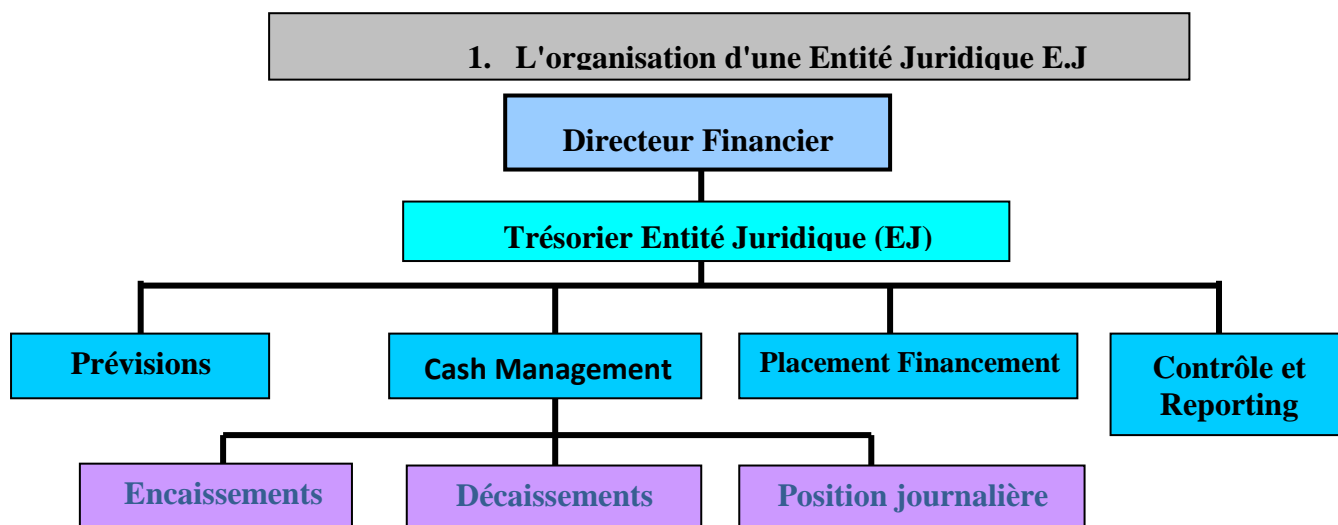 1. L'organisation d'une Entité Juridique E.J
Directeur Financier
Trésorier Entité Juridique (EJ)
Prévisions
Cash Management
Placement Financement
Contrôle et
Reporting
Encaissements
Décaissements
Position journalière